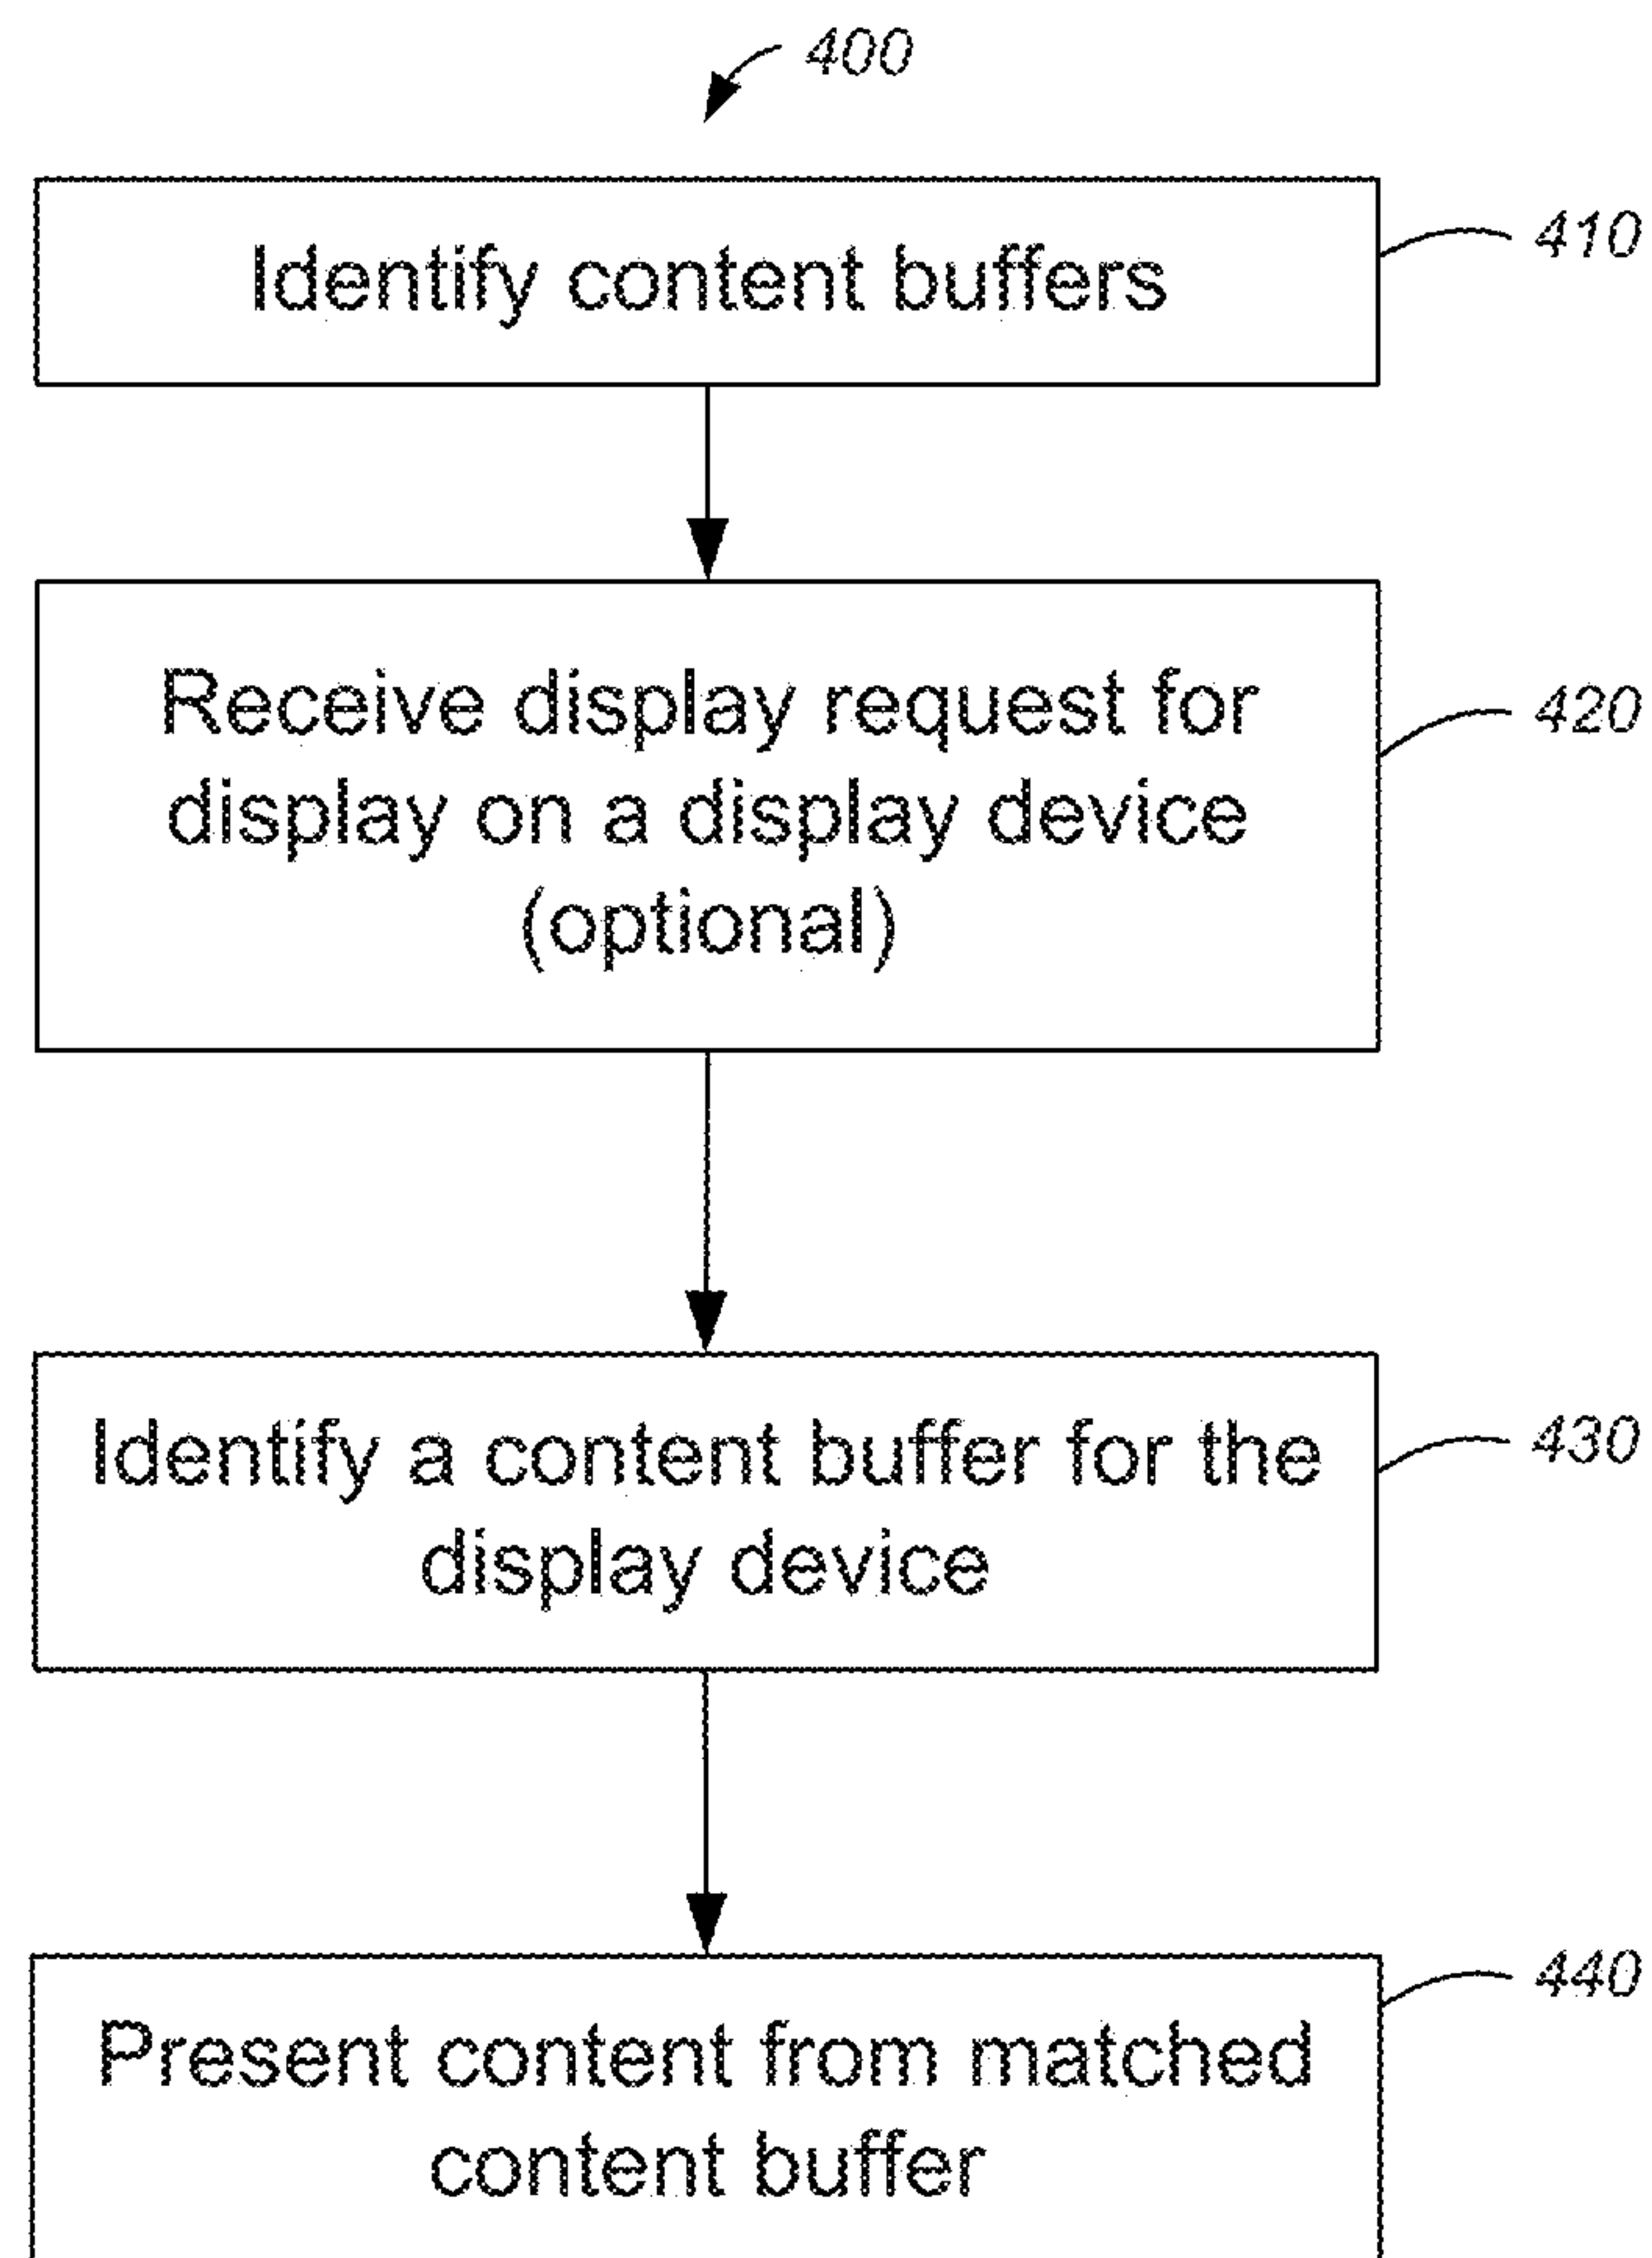 400
Identify content buffers
410
Receive display request for
display on a display device
(optional)
420
Identify a content buffer for the
display device
430
Present content from matched
content buffer
440